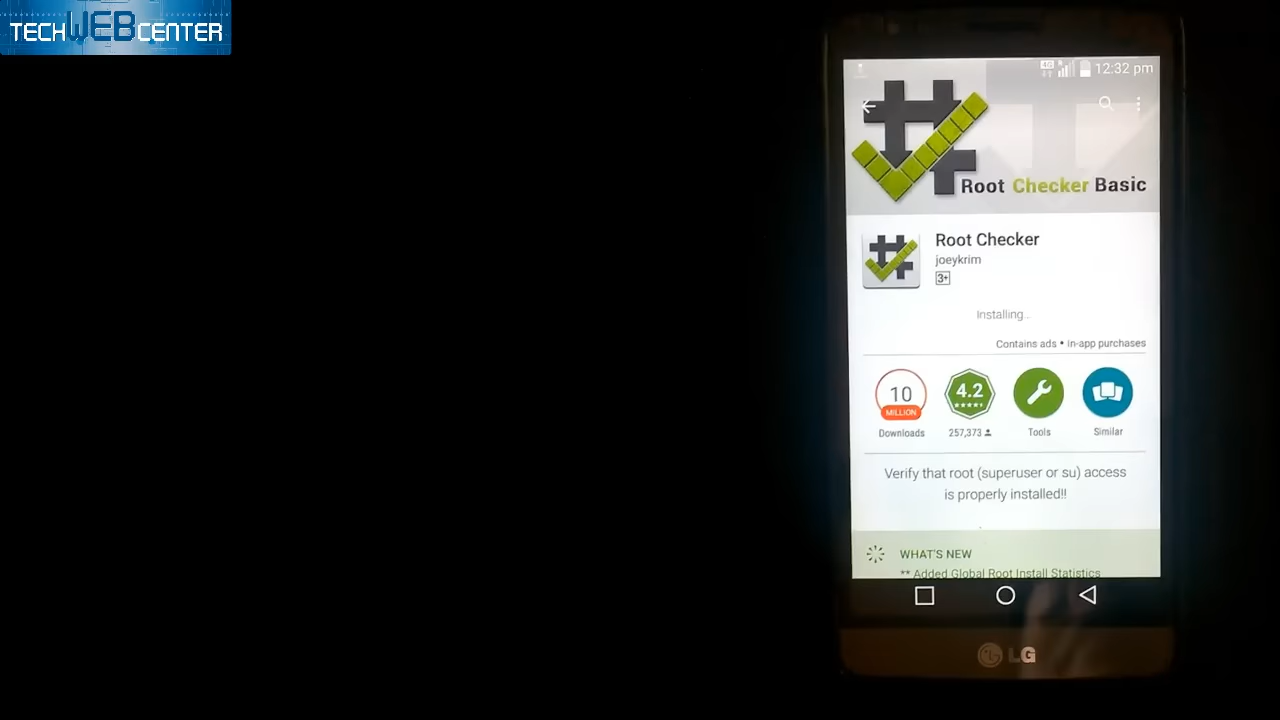 TECHWEBCENTER
4G
12:32 pm
Root Checker Basic
Root Checker
joeykrim
3+
Installing..
Contains ads • in-app purchases
10
MILLION
4.2
Downloads
257,373
Tools
Similar
Verify that root (superuser or su) access
is properly installed!!
WHAT'S NEW
** Added Global Root Install Statistics
LG